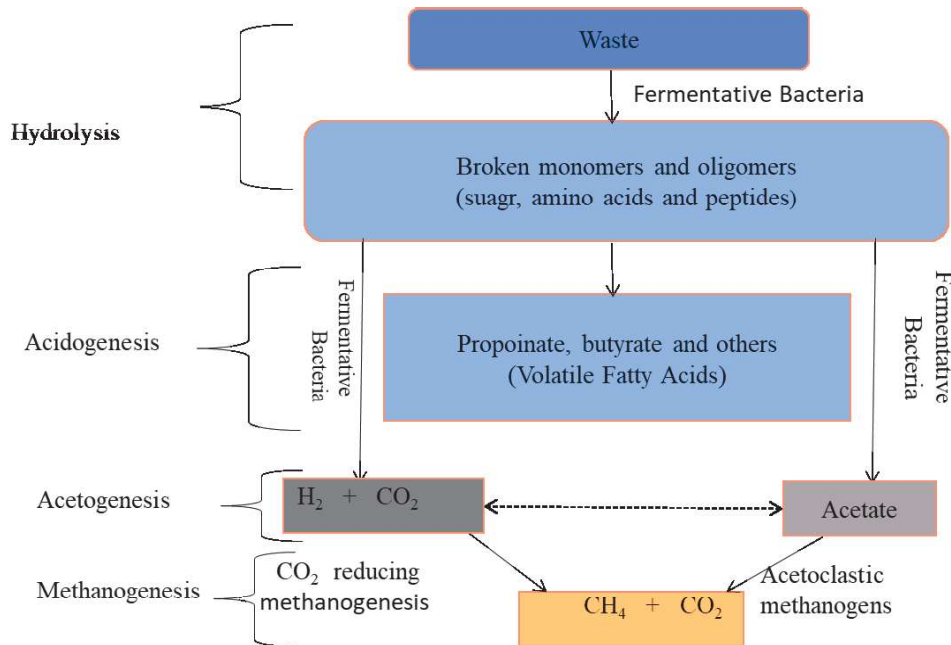 Waste
Fermentative Bacteria
Hydrolysis
Broken monomers and oligomers
(suagr, amino acids and peptides)
Fermentative
Bacteria
Fermentative
Bacteria
Acidogenesis
Propoinate, butyrate and others
(Volatile Fatty Acids)
Acetogenesis
H₂ + CO₂
Acetate
Methanogenesis
CO₂ reducing
methanogenesis
CH₄ + CO₂
Acetoclastic
methanogens